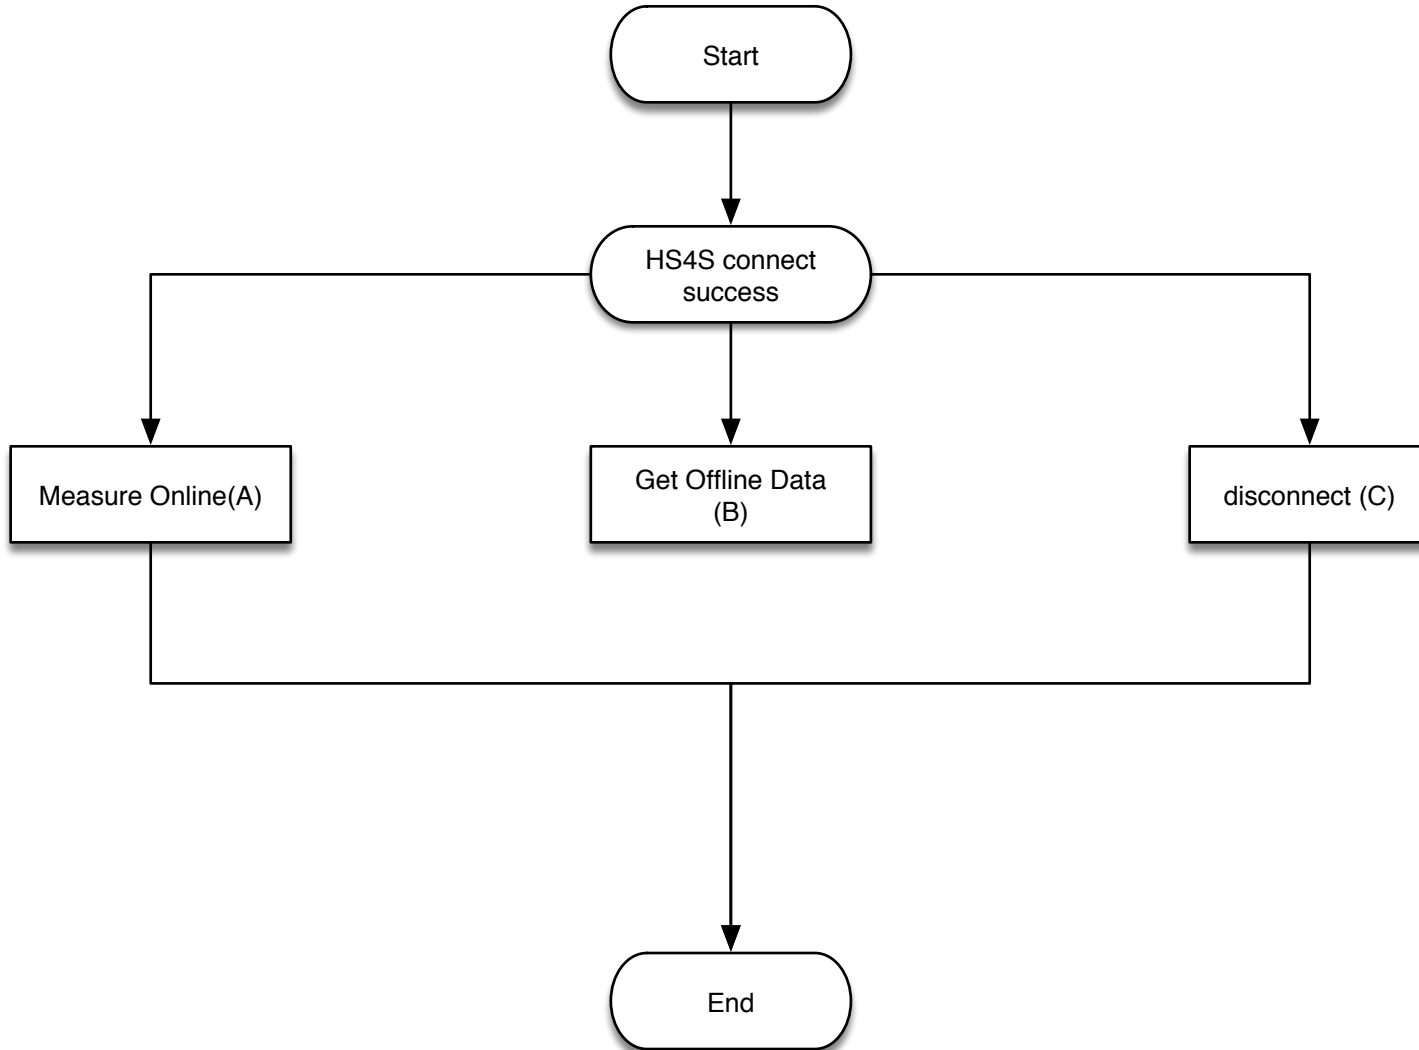 Start
HS4S connect
success
Measure Online(A)
Get Offline Data
(B)
disconnect (C)
End